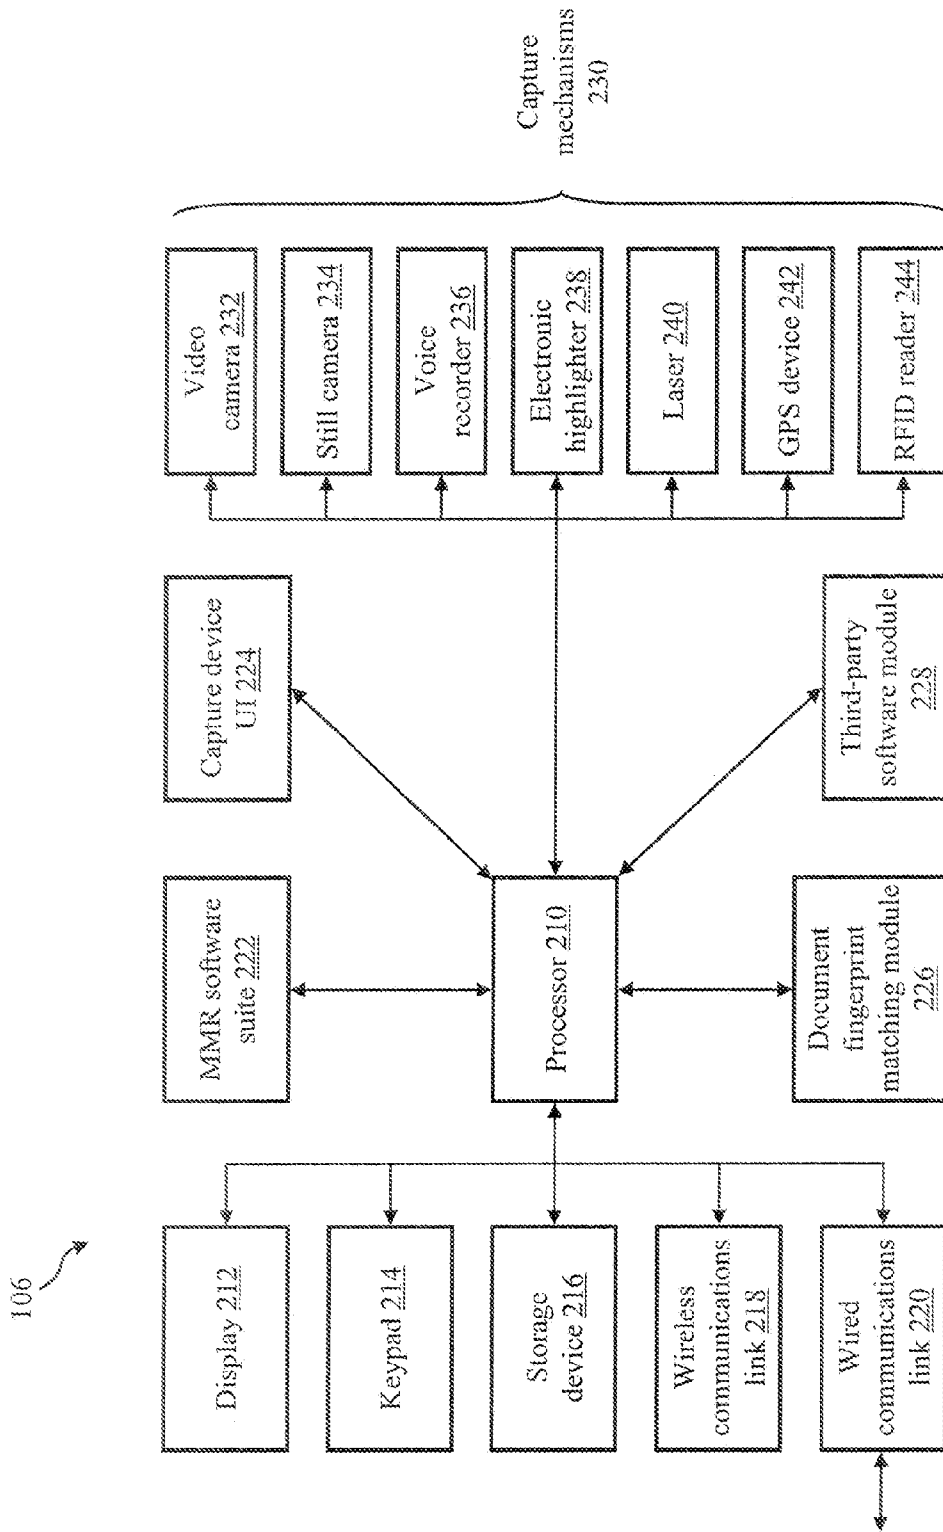 106
Display 212
Keypad 214
Storage
device 216
Wireless
communications
link 218
Wired
communications
link 220
MMR software
suite 222
Processor 210
Document
fingerprint
matching module
226
Capture device
UI 224
Third-party
software module
228
Video
camera 232
Still camera 234
Voice
recorder 236
Electronic
highlighter 238
Laser 240
GPS device 242
RFID reader 244
Capture
mechanisms
230